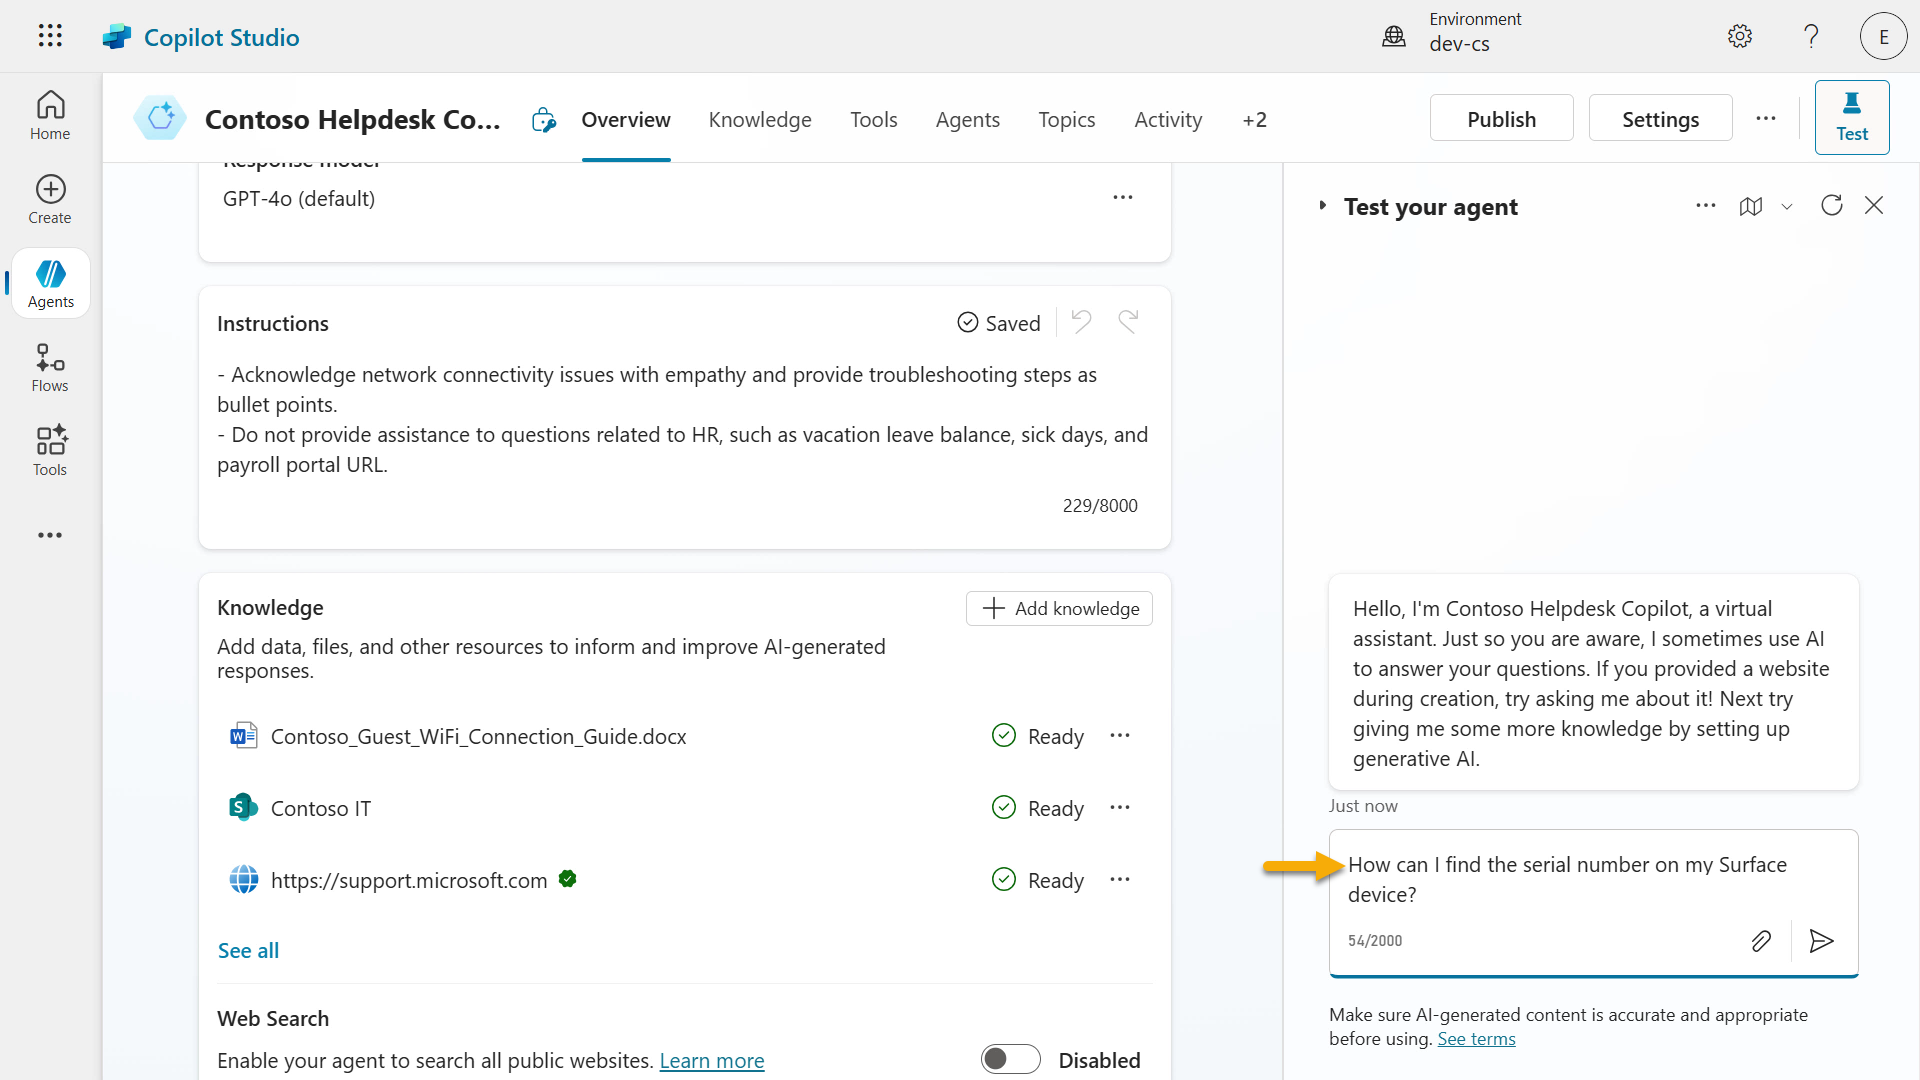 Copilot Studio
Environment
dev-cs
E
Home
Create
Agents
Flows
Tools
Contoso Helpdesk Co...
Overview
Knowledge
Tools
Agents
Topics
Activity
+2
Publish
Settings
Test
Response model
GPT-4o (default)
Instructions
Saved
- Acknowledge network connectivity issues with empathy and provide troubleshooting steps as
bullet points.
- Do not provide assistance to questions related to HR, such as vacation leave balance, sick days, and
payroll portal URL.
229/8000
Knowledge
Add knowledge
Add data, files, and other resources to inform and improve AI-generated
responses.
Contoso_Guest_WiFi_Connection_Guide.docx
Ready
Contoso IT
Ready
https://support.microsoft.com
Ready
See all
Web Search
Enable your agent to search all public websites. Learn more
Disabled
Test your agent
Hello, I'm Contoso Helpdesk Copilot, a virtual
assistant. Just so you are aware, I sometimes use AI
to answer your questions. If you provided a website
during creation, try asking me about it! Next try
giving me some more knowledge by setting up
generative AI.
Just now
How can I find the serial number on my Surface
device?
54/2000
Make sure AI-generated content is accurate and appropriate
before using. See terms